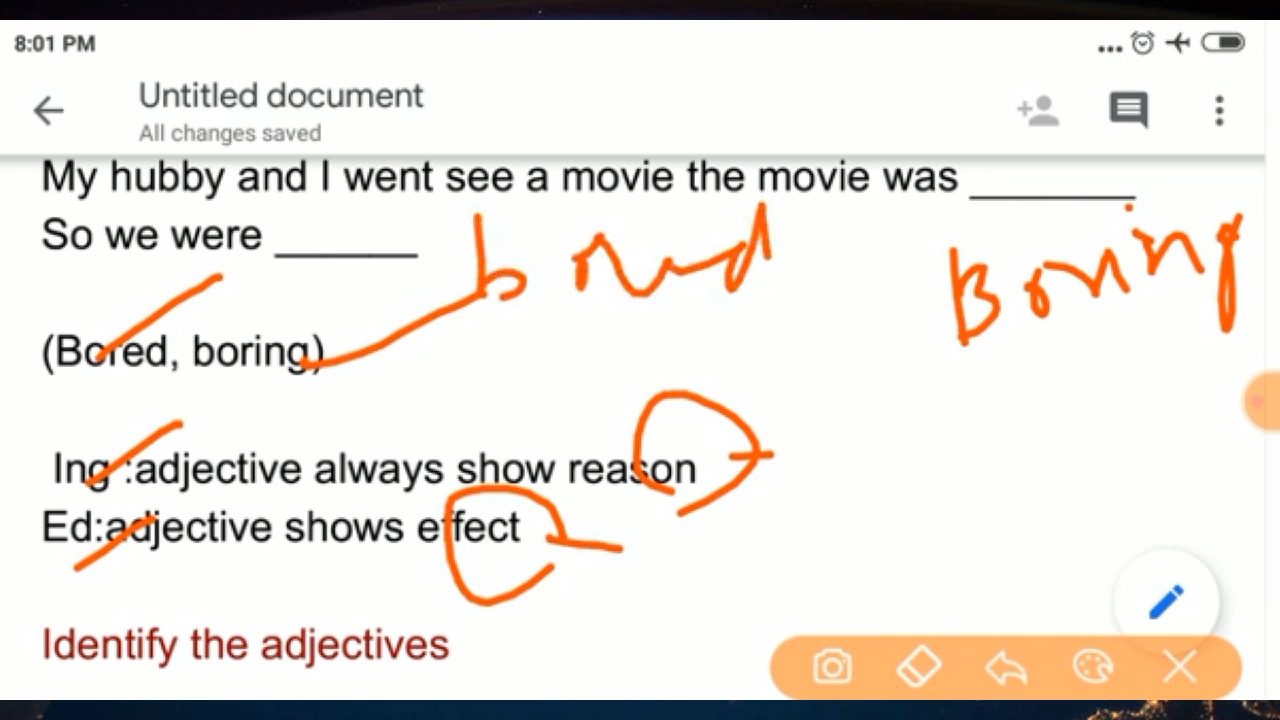 8:01 PM
Untitled document
All changes saved
My hubby and I went see a movie the movie was ________
So we were ______
bored
Boring
(Bored, boring)
Ing :adjective always show reason
Ed:adjective shows effect
Identify the adjectives